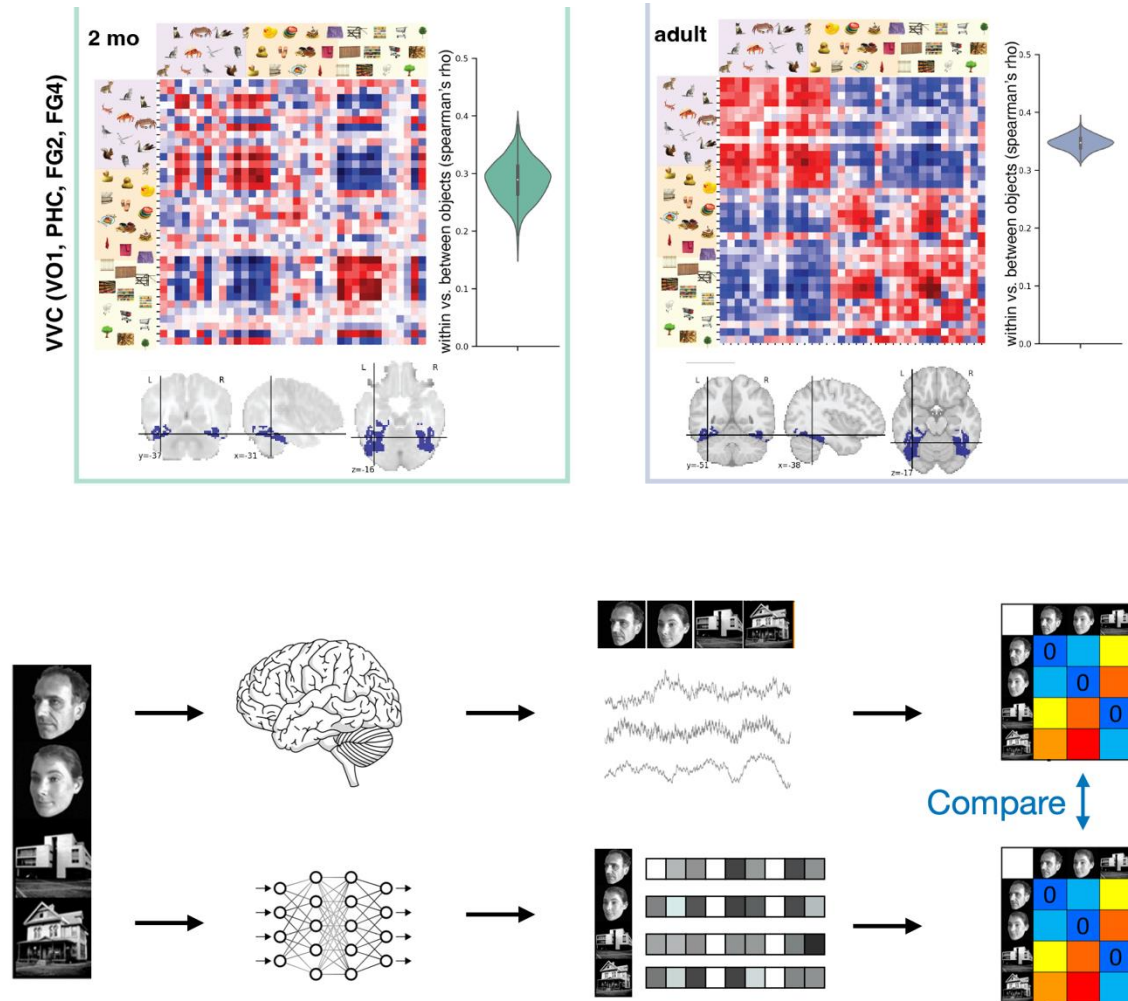 2 mo
adult
VVC (VO1, PHC, FG2, FG4)
within vs. between objects (spearman's rho)
0.5
0.4
0.3
0.2
0.1
0.0
within vs. between objects (spearman's rho)
0.5
0.4
0.3
0.2
0.1
0.0
L R
L R
y=-37
x=-31
z=-16
L R
L R
y=-51
x=-38
z=-17
0
0
0
Compare
0
0
0